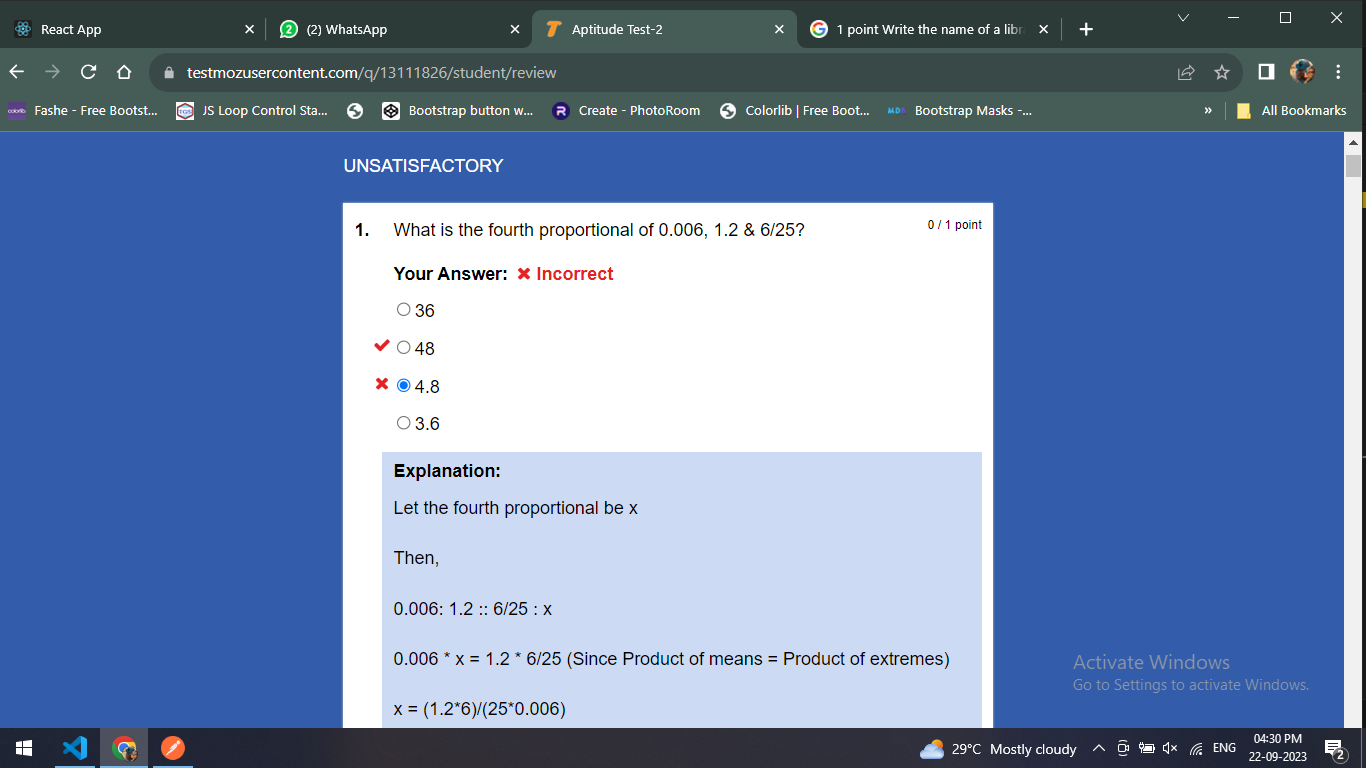 React App
(2) WhatsApp
Aptitude Test-2
1 point Write the name of a libr
testmozusercontent.com/q/13111826/student/review
Fashe - Free Bootst...
JS Loop Control Sta...
Bootstrap button w...
Create - PhotoRoom
Colorlib | Free Boot...
Bootstrap Masks -...
»
All Bookmarks
UNSATISFACTORY
1. What is the fourth proportional of 0.006, 1.2 & 6/25?
0 / 1 point
Your Answer: ✖ Incorrect
36
48
4.8
3.6
Explanation:
Let the fourth proportional be x
Then,
0.006: 1.2 :: 6/25 : x
0.006 * x = 1.2 * 6/25 (Since Product of means = Product of extremes)
x = (1.2*6)/(25*0.006)
Activate Windows
Go to Settings to activate Windows.
29°C Mostly cloudy
ENG
04:30 PM
22-09-2023
2